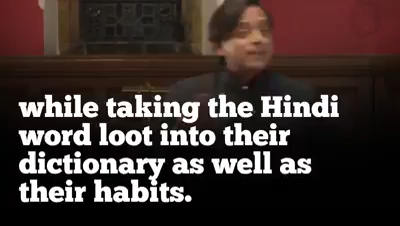 while taking the Hindi
word loot into their
dictionary as well as
their habits.